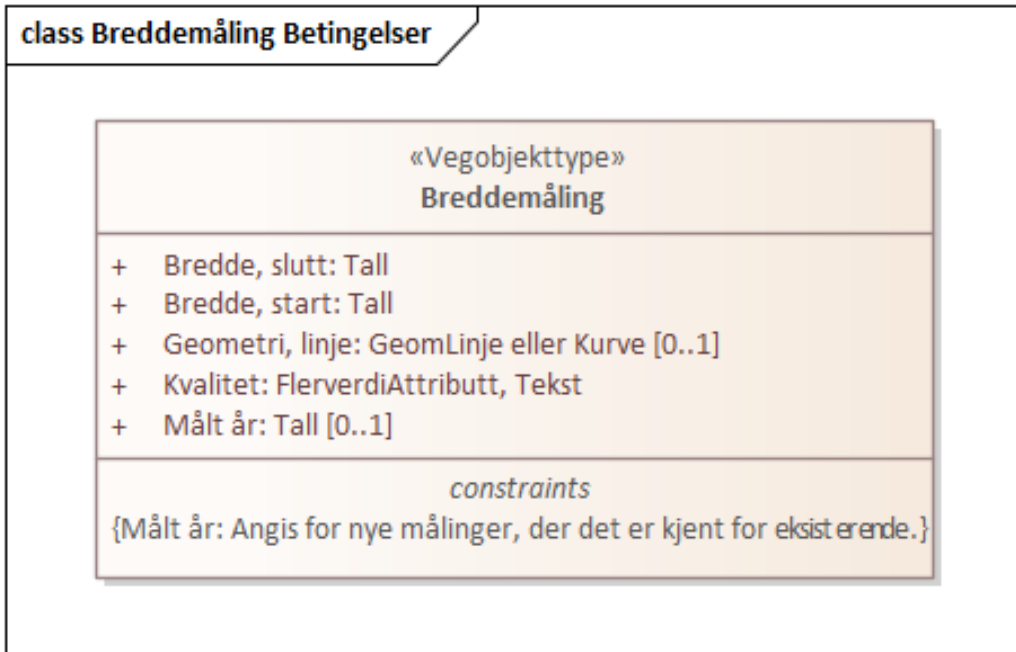 class Breddemåling Betingelser
«Vegobjekttype»
Breddemåling
+ Bredde, slutt: Tall
+ Bredde, start: Tall
+ Geometri, linje: GeomLinje eller Kurve [0..1]
+ Kvalitet: FlerverdiAttributt, Tekst
+ Målt år: Tall [0..1]
constraints
{Målt år: Angis for nye målinger, der det er kjent for eksisterende.}